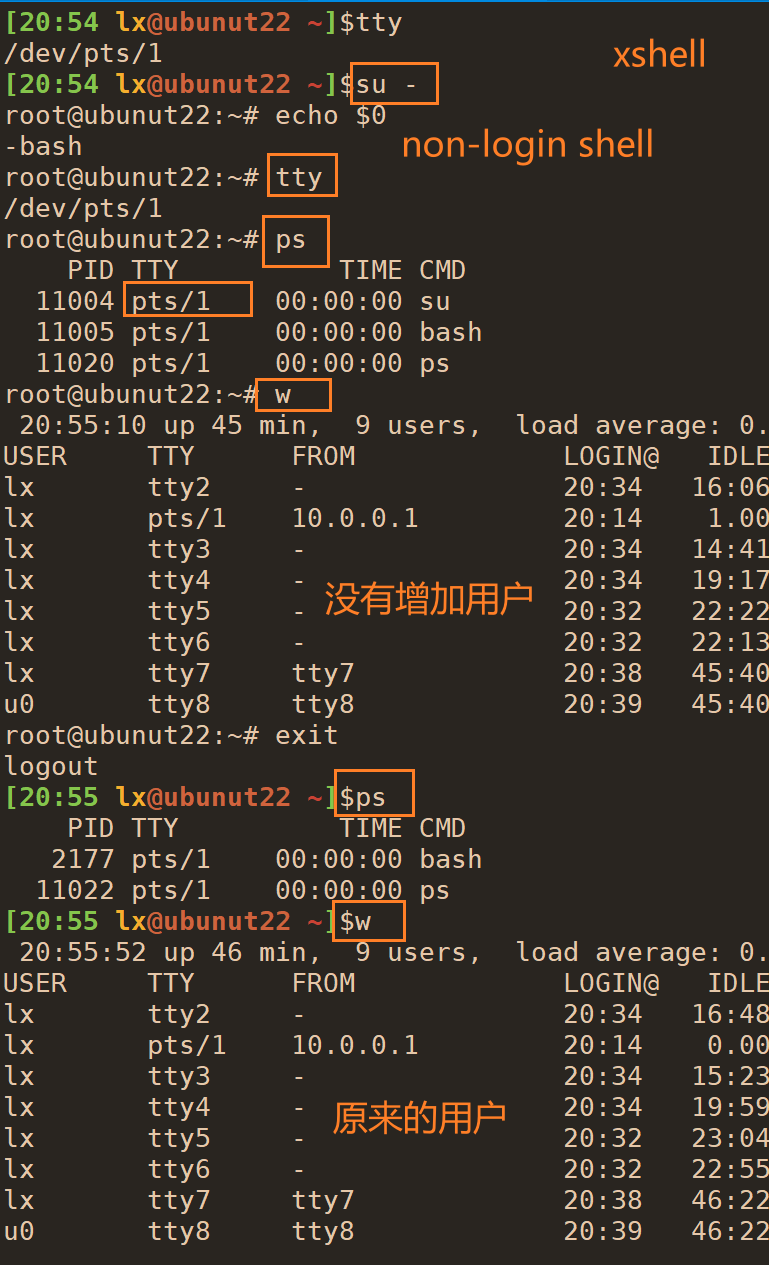 [20:54 lx@ubunut22 ~]$tty
/dev/pts/1
xshell
[20:54 lx@ubunut22 ~]$su -
root@ubunut22:~# echo $0
-bash
non-login shell
root@ubunut22:~# tty
/dev/pts/1
root@ubunut22:~# ps
    PID TTY          TIME CMD
  11004 pts/1    00:00:00 su
  11005 pts/1    00:00:00 bash
  11020 pts/1    00:00:00 ps
root@ubunut22:~# w
 20:55:10 up 45 min,  9 users,  load average: 0.
USER     TTY      FROM             LOGIN@   IDLE
lx       tty2     -                20:34   16:06
lx       pts/1    10.0.0.1         20:14    1.00
lx       tty3     -                20:34   14:41
lx       tty4     -                20:34   19:17
没有增加用户
lx       tty5     -                20:32   22:22
lx       tty6     -                20:32   22:13
lx       tty7     tty7             20:38   45:40
u0       tty8     tty8             20:39   45:40
root@ubunut22:~# exit
logout
[20:55 lx@ubunut22 ~]$ps
    PID TTY          TIME CMD
   2177 pts/1    00:00:00 bash
  11022 pts/1    00:00:00 ps
[20:55 lx@ubunut22 ~]$w
 20:55:52 up 46 min,  9 users,  load average: 0.
USER     TTY      FROM             LOGIN@   IDLE
lx       tty2     -                20:34   16:48
lx       pts/1    10.0.0.1         20:14    0.00
lx       tty3     -                20:34   15:23
lx       tty4     -                20:34   19:59
原来的用户
lx       tty5     -                20:32   23:04
lx       tty6     -                20:32   22:55
lx       tty7     tty7             20:38   46:22
u0       tty8     tty8             20:39   46:22